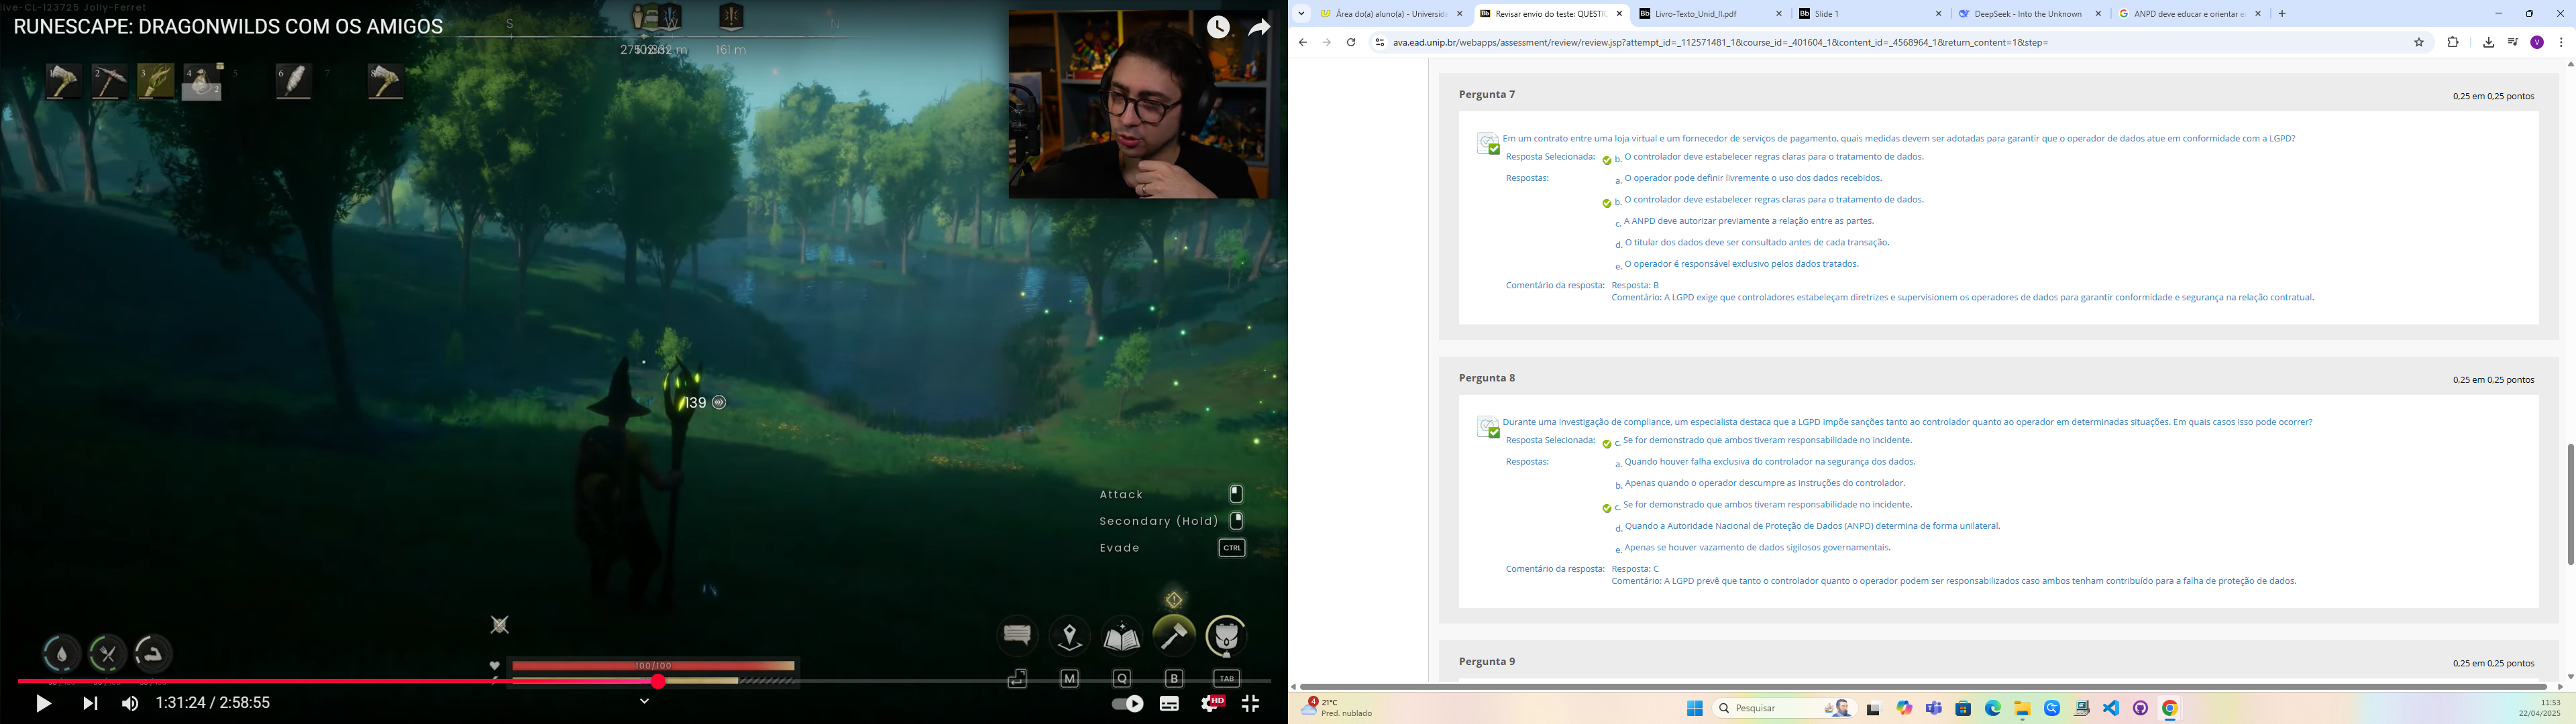 live-CL-123725 Jolly-Ferret
RUNESCAPE: DRAGONWILDS COM OS AMIGOS
S
W
N
161 m
1
2
3
4
5
6
7
8
2
139
Attack
Secondary (Hold)
Evade
CTRL
100/100
M
Q
B
TAB
1:31:24 / 2:58:55
HD
Área do(a) aluno(a) - Universida
Revisar envio do teste: QUESTIO
Livro-Texto_Unid_II.pdf
Slide 1
DeepSeek - Into the Unknown
ANPD deve educar e orientar e
ava.ead.unip.br/webapps/assessment/review/review.jsp?attempt_id=_112571481_1&course_id=_401604_1&content_id=_4568964_1&return_content=1&step=
V
Pergunta 7
0,25 em 0,25 pontos
Em um contrato entre uma loja virtual e um fornecedor de serviços de pagamento, quais medidas devem ser adotadas para garantir que o operador de dados atue em conformidade com a LGPD?
Resposta Selecionada: b. O controlador deve estabelecer regras claras para o tratamento de dados.
Respostas: a. O operador pode definir livremente o uso dos dados recebidos.
b. O controlador deve estabelecer regras claras para o tratamento de dados.
c. A ANPD deve autorizar previamente a relação entre as partes.
d. O titular dos dados deve ser consultado antes de cada transação.
e. O operador é responsável exclusivo pelos dados tratados.
Comentário da resposta: Resposta: B
Comentário: A LGPD exige que controladores estabeleçam diretrizes e supervisionem os operadores de dados para garantir conformidade e segurança na relação contratual.
Pergunta 8
0,25 em 0,25 pontos
Durante uma investigação de compliance, um especialista destaca que a LGPD impõe sanções tanto ao controlador quanto ao operador em determinadas situações. Em quais casos isso pode ocorrer?
Resposta Selecionada: c. Se for demonstrado que ambos tiveram responsabilidade no incidente.
Respostas: a. Quando houver falha exclusiva do controlador na segurança dos dados.
b. Apenas quando o operador descumpre as instruções do controlador.
c. Se for demonstrado que ambos tiveram responsabilidade no incidente.
d. Quando a Autoridade Nacional de Proteção de Dados (ANPD) determina de forma unilateral.
e. Apenas se houver vazamento de dados sigilosos governamentais.
Comentário da resposta: Resposta: C
Comentário: A LGPD prevê que tanto o controlador quanto o operador podem ser responsabilizados caso ambos tenham contribuído para a falha de proteção de dados.
Pergunta 9
0,25 em 0,25 pontos
4
21°C
Pred. nublado
Pesquisar
11:53
22/04/2025